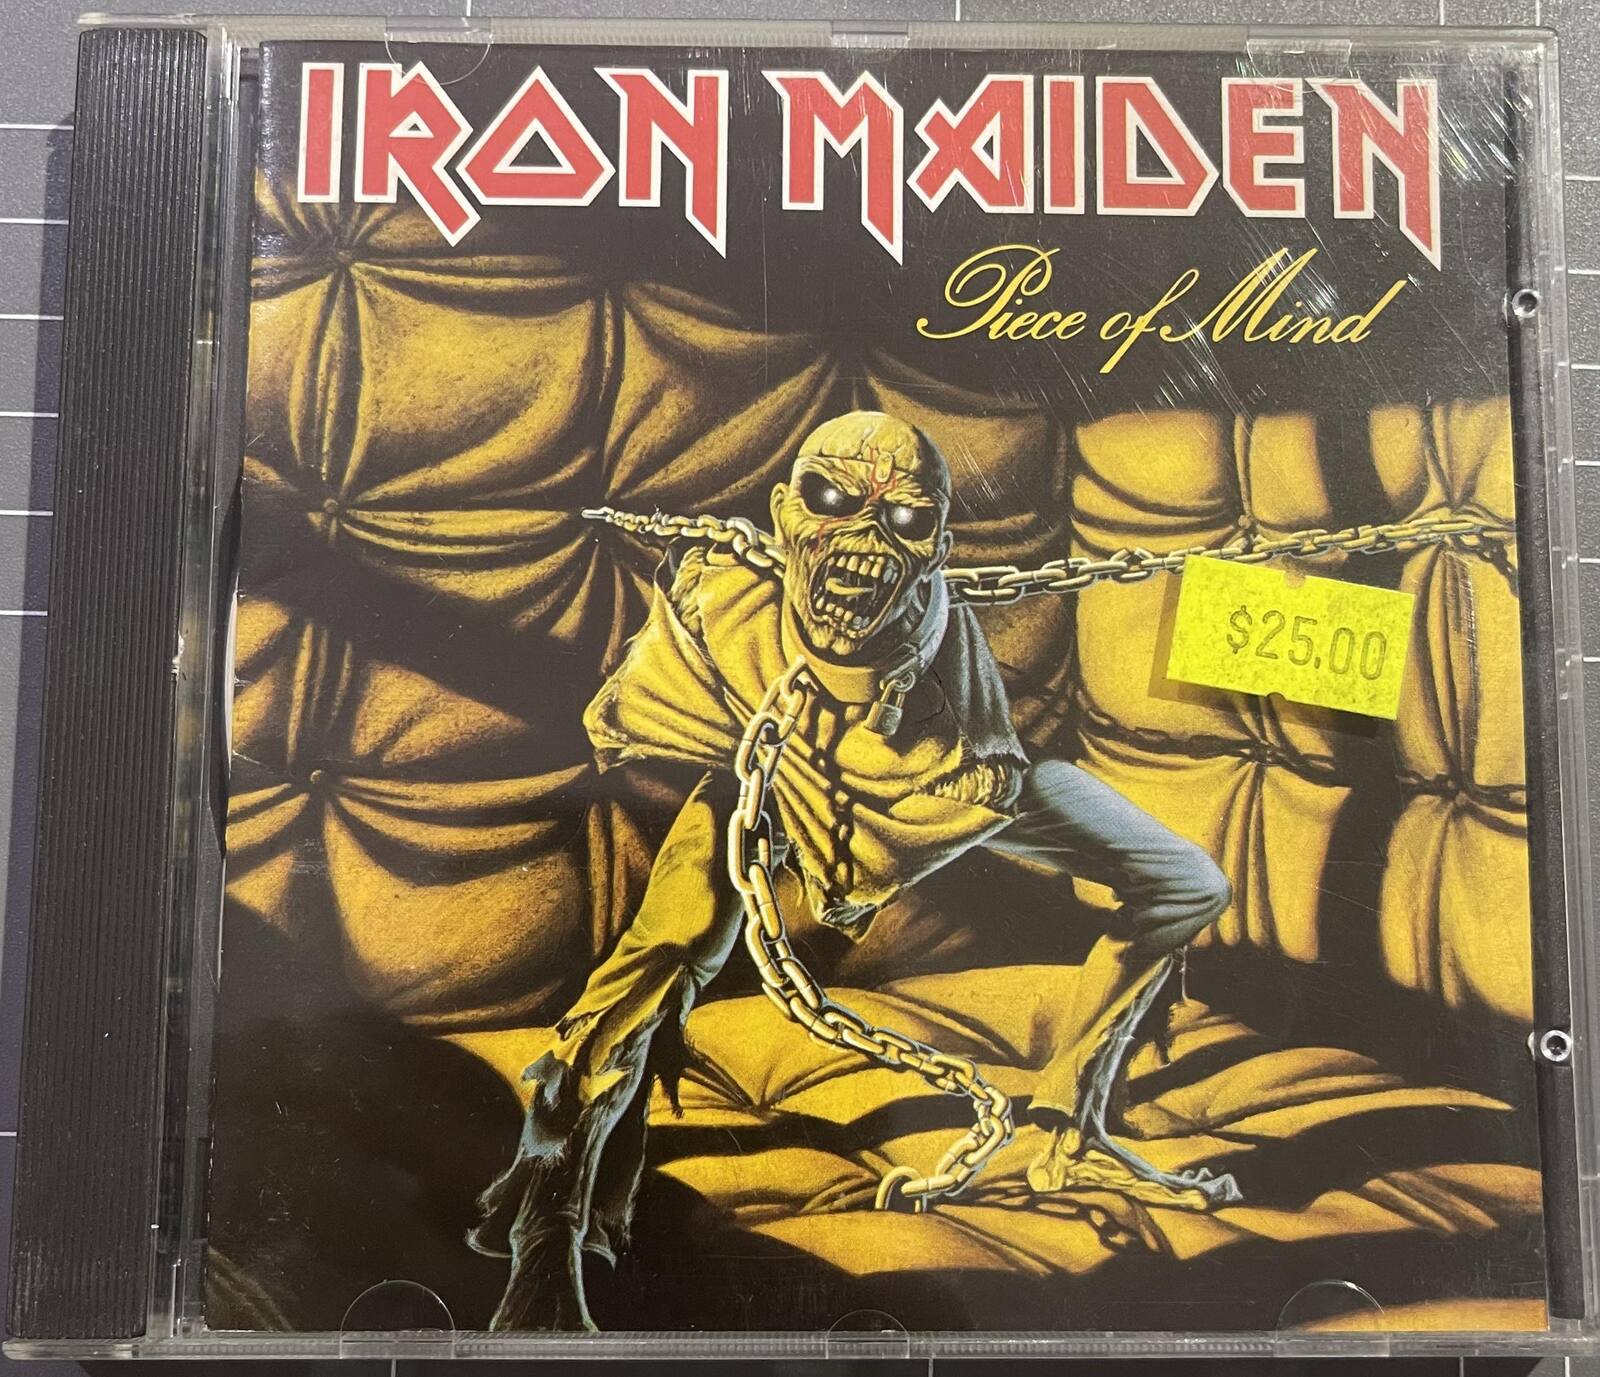 IRON MAIDEN
Piece of Mind
$25.00